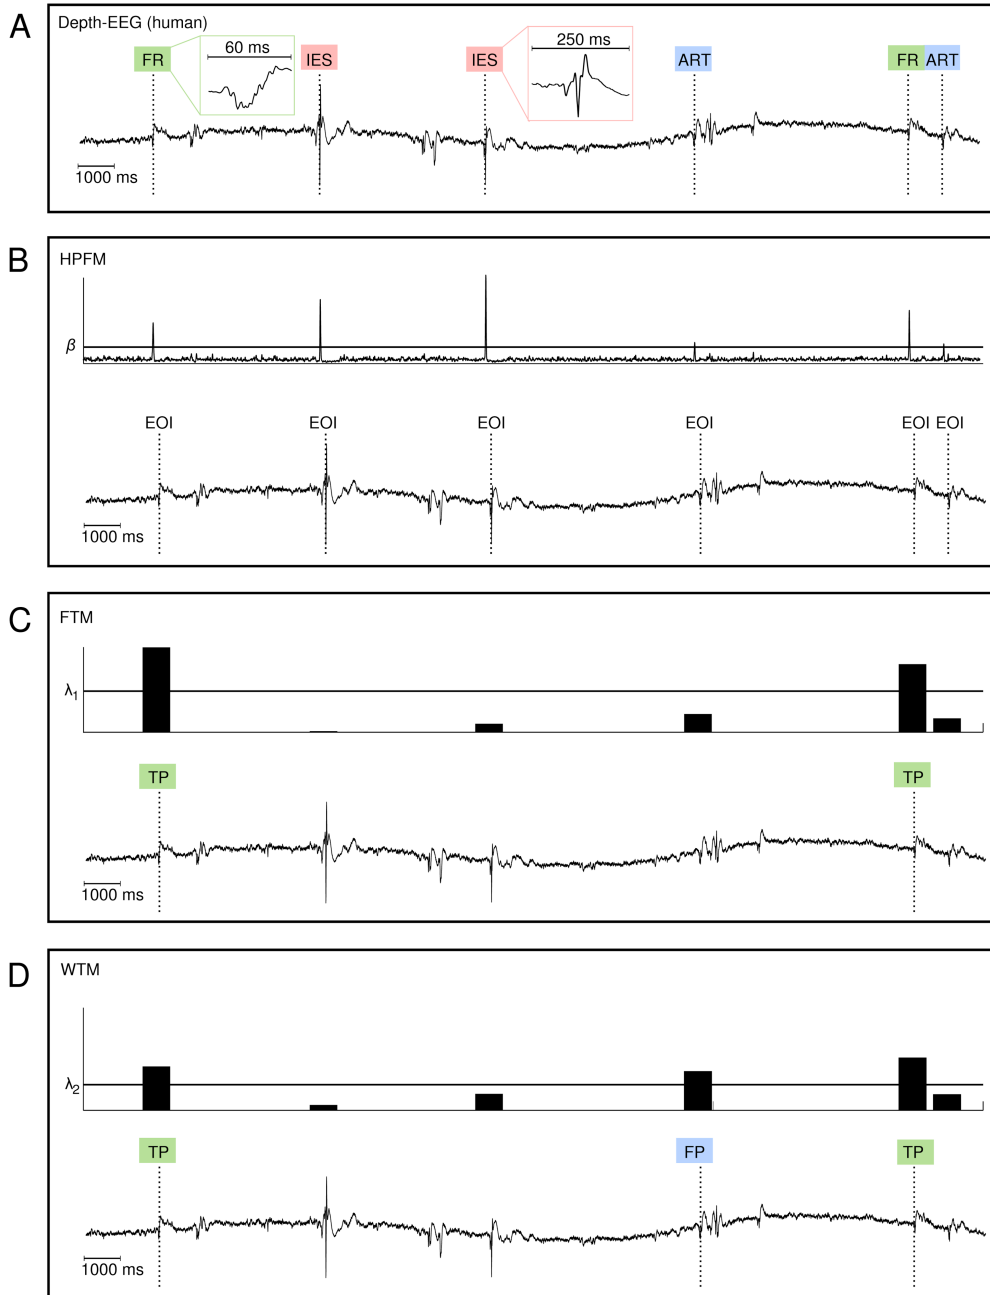 A
Depth-EEG (human)
FR
60 ms
IES
IES
250 ms
ART
FR ART
1000 ms
B
HPFM
β
EOI EOI EOI EOI EOI EOI
1000 ms
C
FTM
λ1
TP TP
1000 ms
D
WTM
λ2
TP FP TP
1000 ms